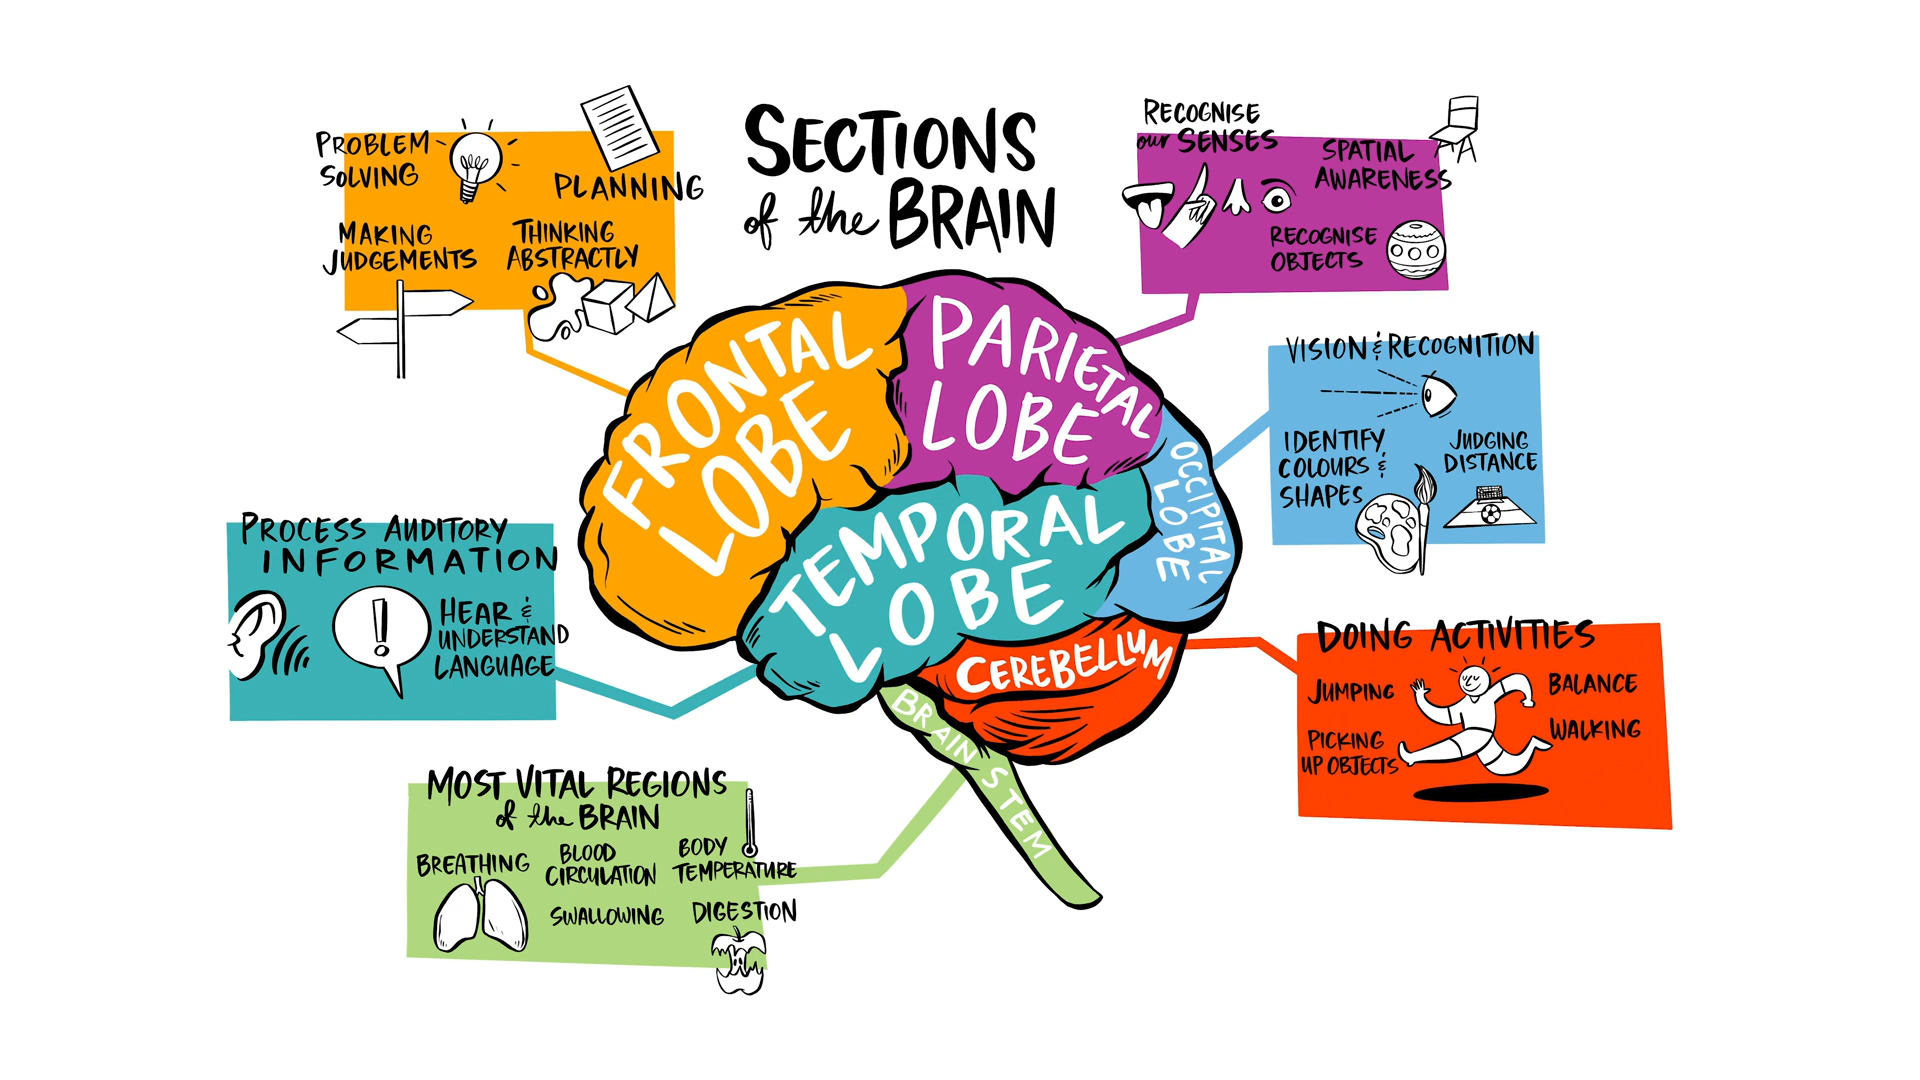 SECTIONS
of the BRAIN
PROBLEM
SOLVING
PLANNING
MAKING
JUDGEMENTS
THINKING
ABSTRACTLY
RECOGNISE
our SENSES
SPATIAL
AWARENESS
RECOGNISE
OBJECTS
FRONTAL
LOBE
PARIETAL
LOBE
OCCIPITAL
LOBE
TEMPORAL
LOBE
CEREBELLUM
BRAIN STEM
VISION & RECOGNITION
IDENTIFY
COLOURS &
SHAPES
JUDGING
DISTANCE
PROCESS AUDITORY
INFORMATION
!
HEAR &
UNDERSTAND
LANGUAGE
DOING ACTIVITIES
JUMPING
BALANCE
WALKING
PICKING
UP OBJECTS
MOST VITAL REGIONS
of the BRAIN
BREATHING
BLOOD
CIRCULATION
BODY
TEMPERATURE
SWALLOWING
DIGESTION